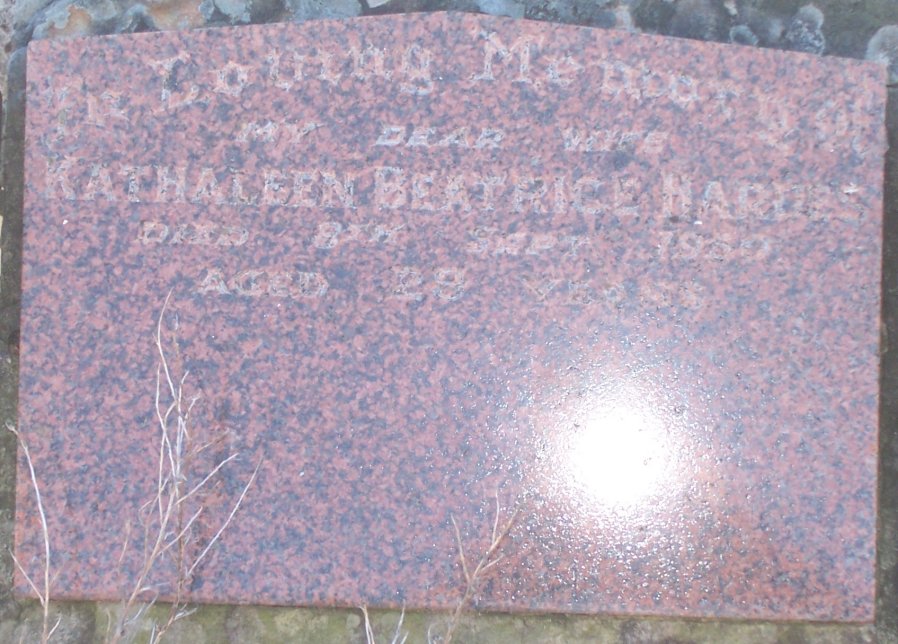 In Loving Memory Of
MY DEAR WIFE
KATHALEEN BEATRICE
DIED SEPT
AGED YEARS